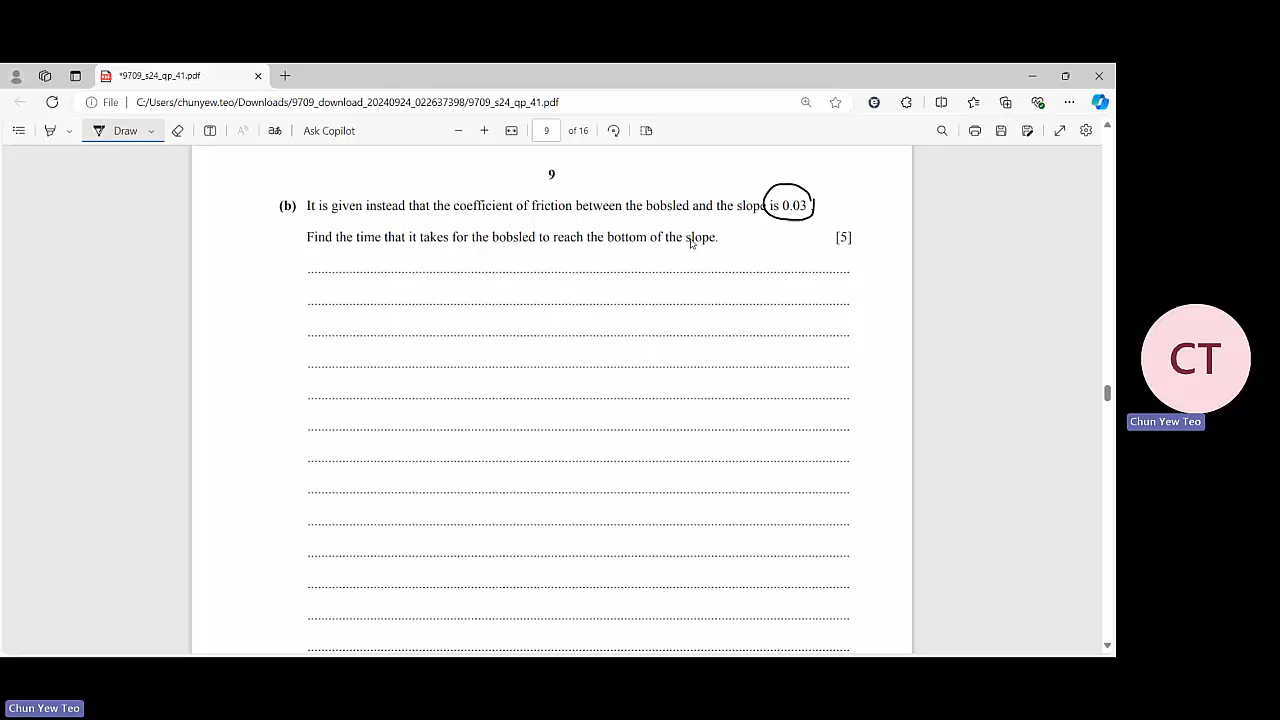 *9709_s24_qp_41.pdf
File
C:/Users/chunyew.teo/Downloads/9709_download_20240524_022637398/9709_s24_qp_41.pdf
Draw
Ask Copilot
9
of 16
9
(b) It is given instead that the coefficient of friction between the bobsled and the slope is 0.03.
Find the time that it takes for the bobsled to reach the bottom of the slope. [5]
CT
Chun Yew Teo
Chun Yew Teo